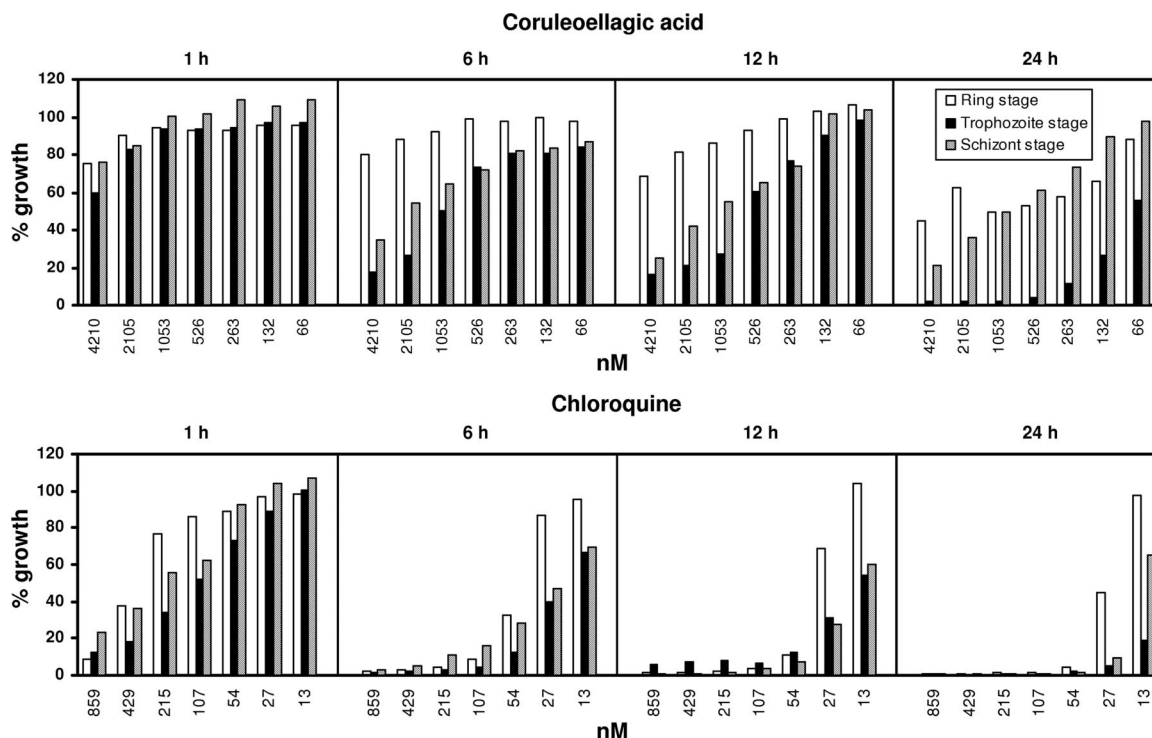 Coruleoellagic acid
1 h 6 h 12 h 24 h
120
100
80
60
40
20
0
% growth
Ring stage
Trophozoite stage
Schizont stage
4210 2105 1053 526 263 132 66 4210 2105 1053 526 263 132 66 4210 2105 1053 526 263 132 66 4210 2105 1053 526 263 132 66
nM
Chloroquine
1 h 6 h 12 h 24 h
120
100
80
60
40
20
0
% growth
859 429 215 107 54 27 13 859 429 215 107 54 27 13 859 429 215 107 54 27 13 859 429 215 107 54 27 13
nM